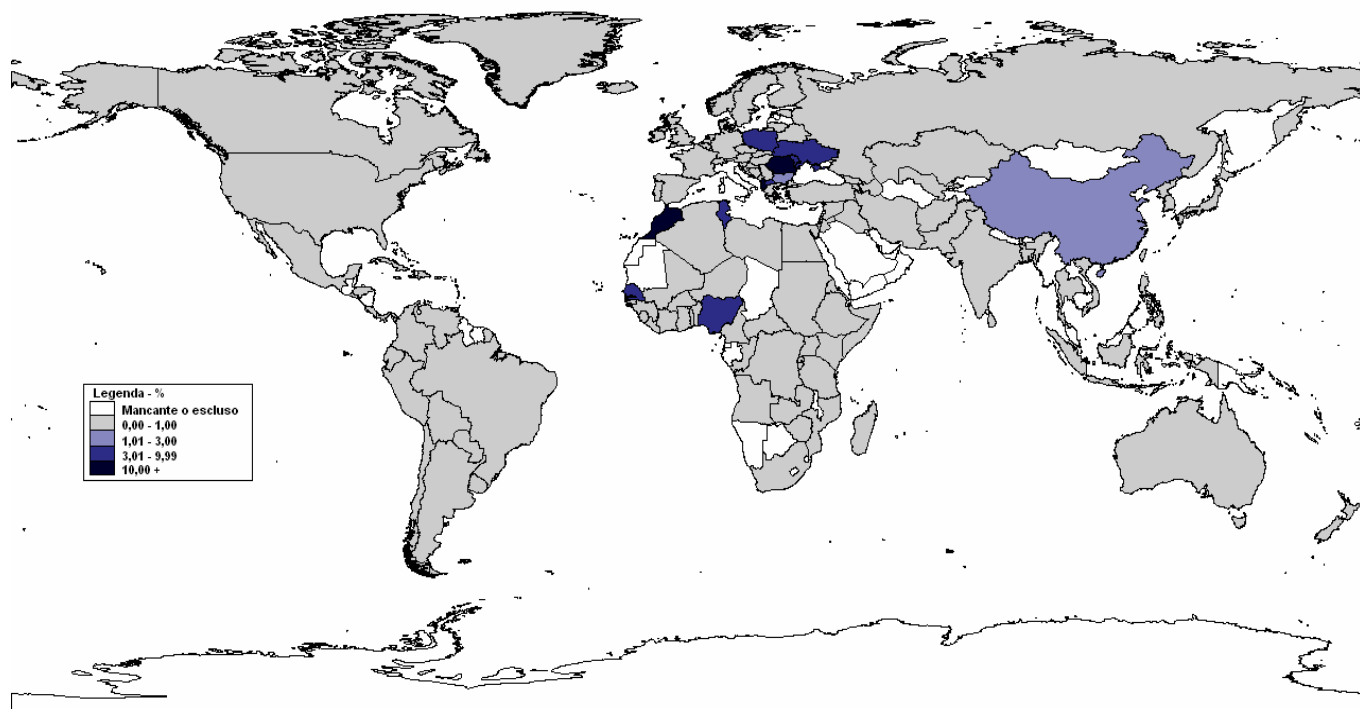 Legenda - %
Mancante o escluso
0,00 - 1,00
1,01 - 3,00
3,01 - 9,99
10,00 +